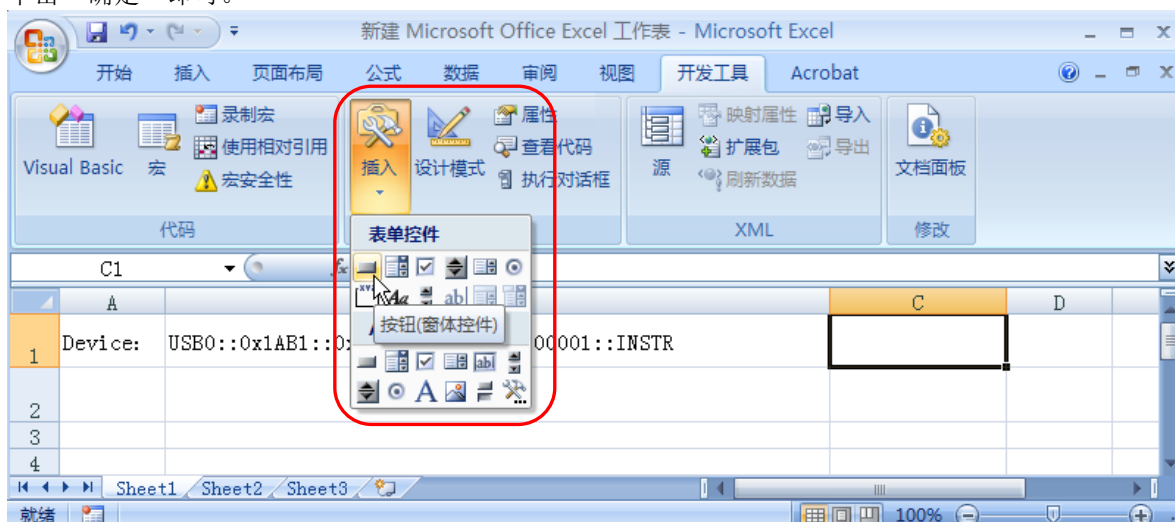 新建 Microsoft Office Excel 工作表 - Microsoft Excel
开始 插入 页面布局 公式 数据 审阅 视图 开发工具 Acrobat
Visual Basic 宏 录制宏 使用相对引用 宏安全性
插入 设计模式 属性 查看代码 执行对话框
源 映射属性 扩展包 刷新数据 导入 导出
文档面板
代码 XML 修改
表单控件
C1 fx
Aa ab
按钮(窗体控件)
A C D
1 Device: USB0::0x1AB1::0 00001::INSTR
2
3
4
Sheet1 Sheet2 Sheet3
就绪 100%